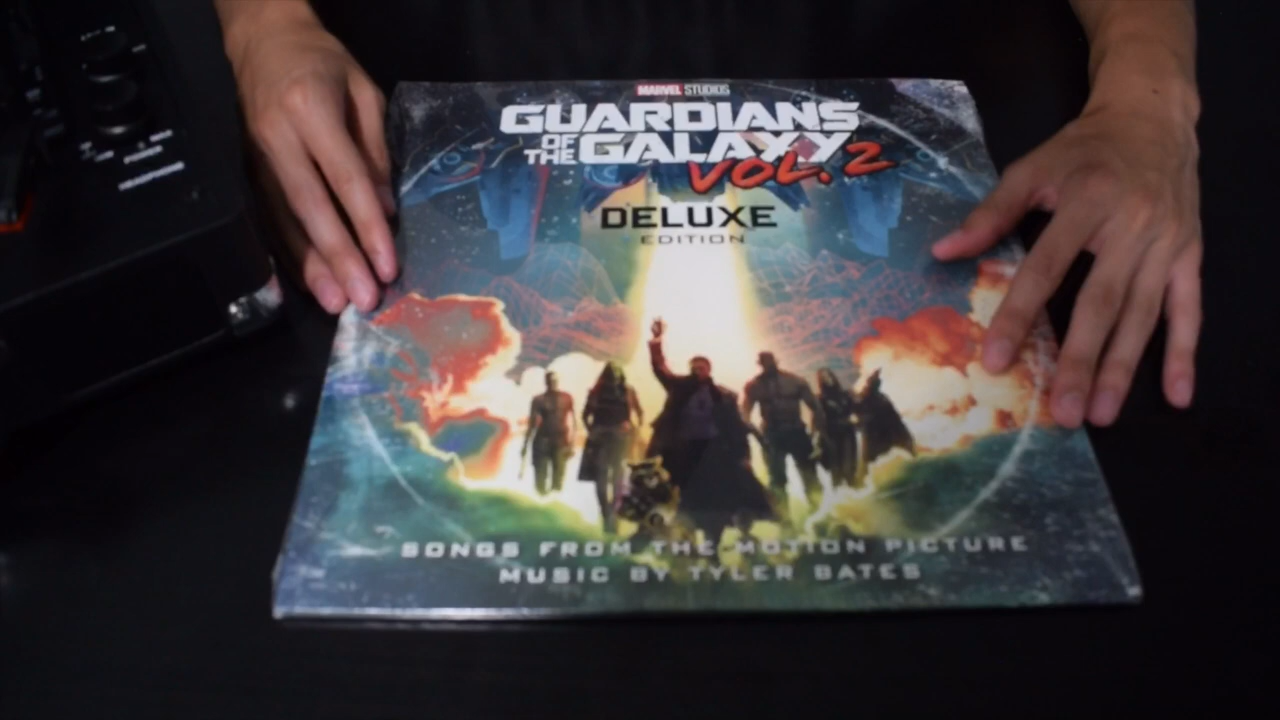 MARVEL STUDIOS
GUARDIANS
OF
THE GALAXY
VOL. 2
DELUXE
EDITION
SONGS FROM THE MOTION PICTURE
MUSIC BY TYLER BATES